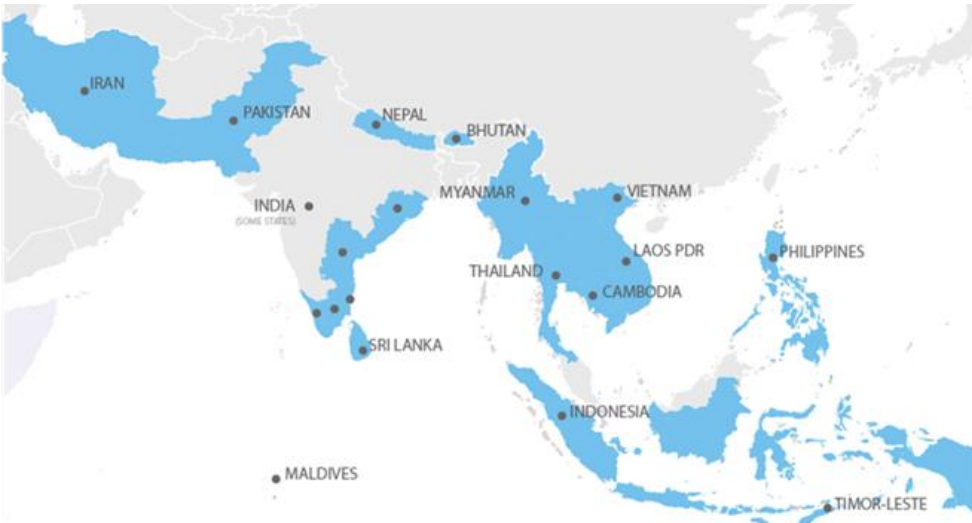 IRAN
PAKISTAN
NEPAL
BHUTAN
INDIA
(SOME STATES)
MYANMAR
VIETNAM
LAOS PDR
THAILAND
CAMBODIA
PHILIPPINES
SRI LANKA
INDONESIA
MALDIVES
TIMOR-LESTE